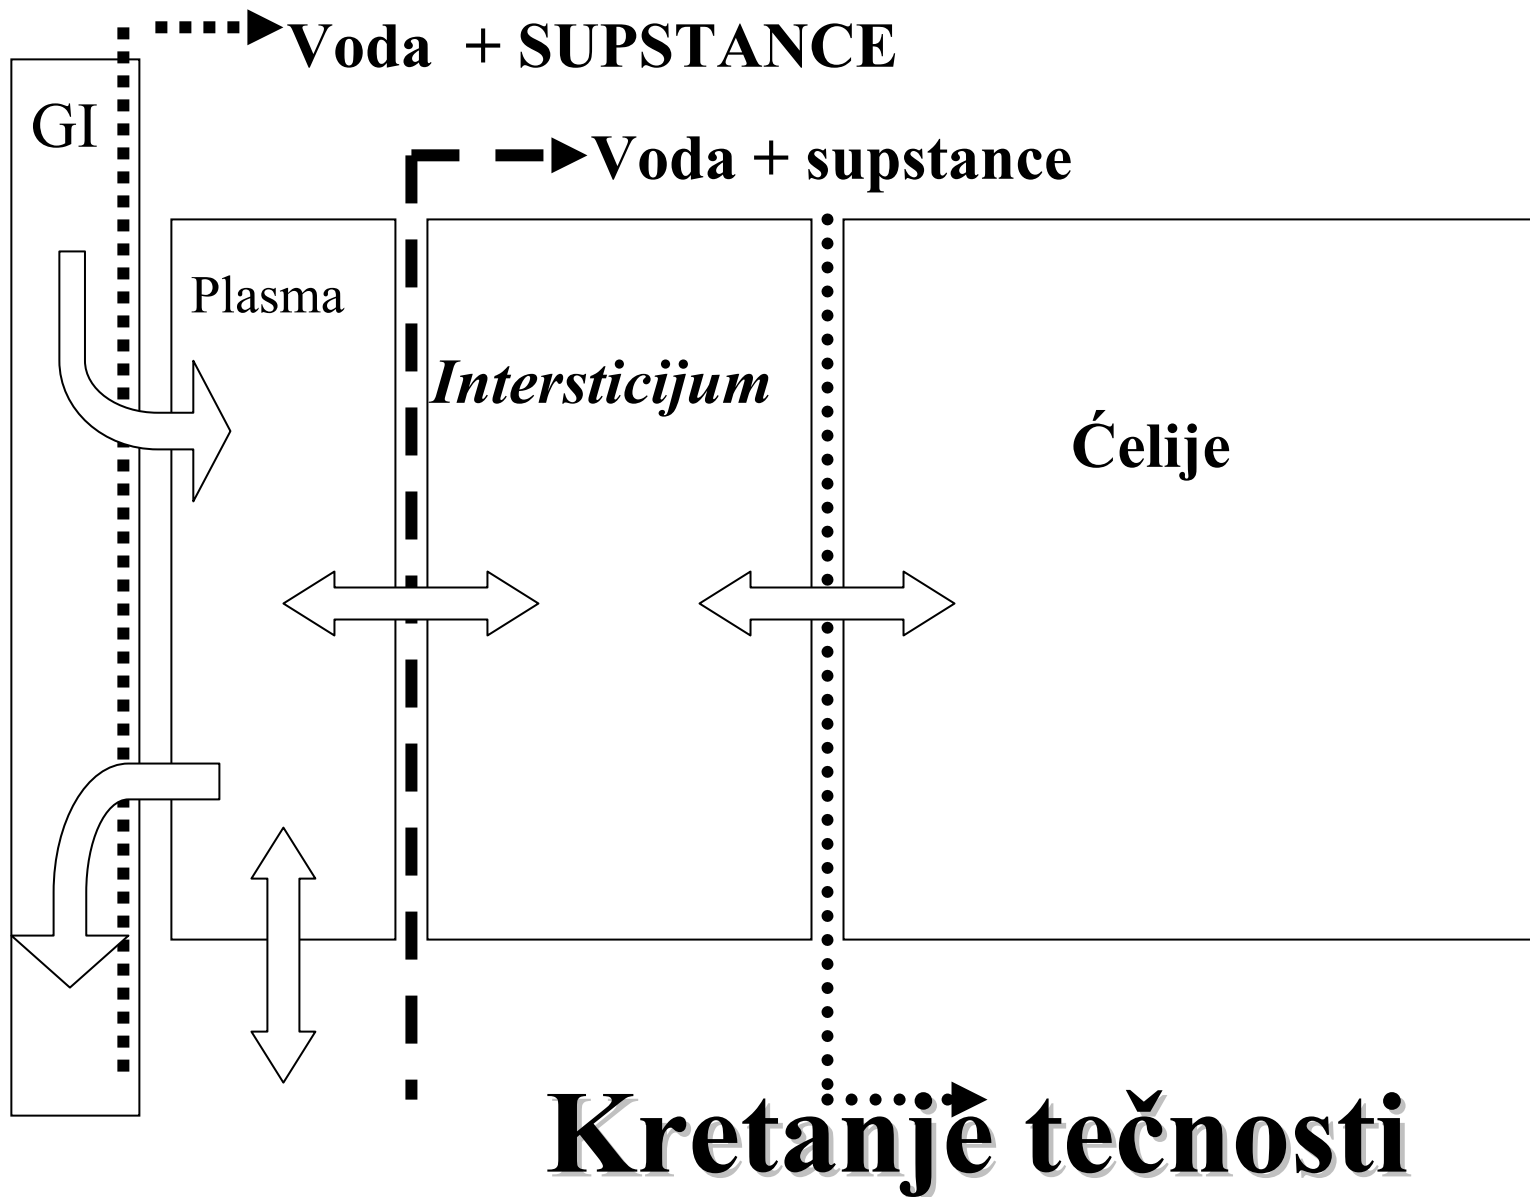 Voda + SUPSTANCE
GI
Voda + supstance
Plasma
Intersticijum
Ćelije
Kretanje tečnosti